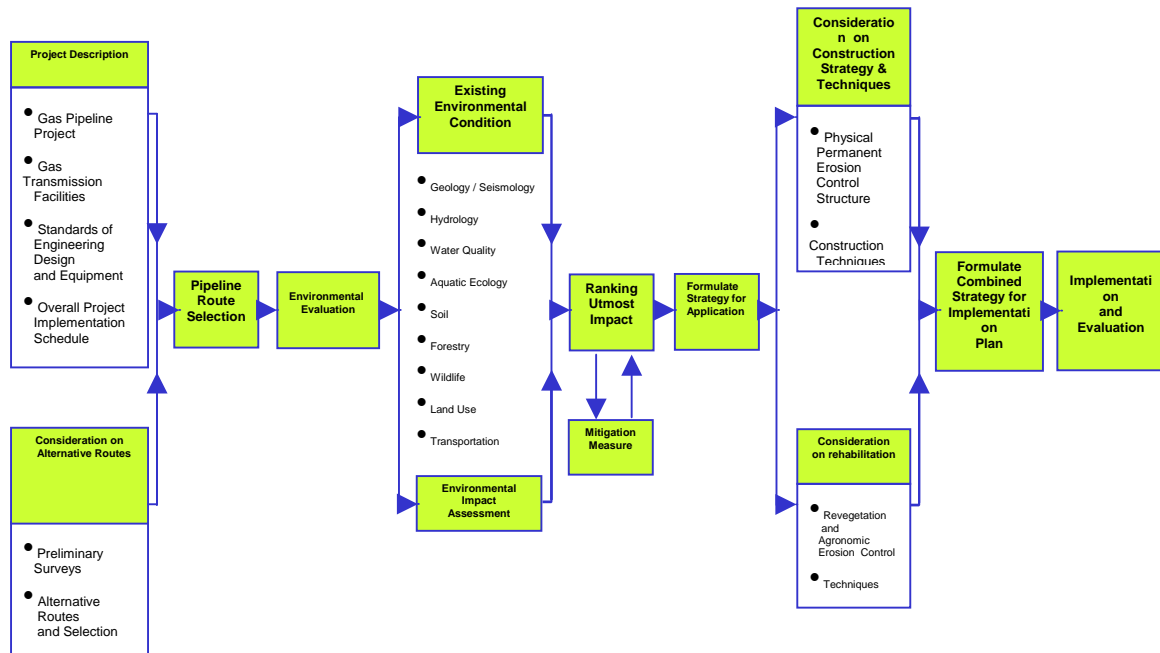 Project Description
● Gas Pipeline
Project
● Gas
Transmission
Facilities
● Standards of
Engineering
Design
and Equipment
● Overall Project
Implementation
Schedule
Consideration on
Alternative Routes
● Preliminary
Surveys
● Alternative
Routes
and Selection
Pipeline
Route
Selection
Environmental
Evaluation
Existing
Environmental
Condition
● Geology / Seismology
● Hydrology
● Water Quality
● Aquatic Ecology
● Soil
● Forestry
● Wildlife
● Land Use
● Transportation
Environmental
Impact
Assessment
Ranking
Utmost
Impact
Mitigation
Measure
Formulate
Strategy for
Application
Consideratio
n on
Construction
Strategy &
Techniques
● Physical
Permanent
Erosion
Control
Structure
●
Construction
Techniques
Consideration
on rehabilitation
● Revegetation
and
Agronomic
Erosion Control
● Techniques
Formulate
Combined
Strategy for
Implementati
on
Plan
Implementati
on
and
Evaluation